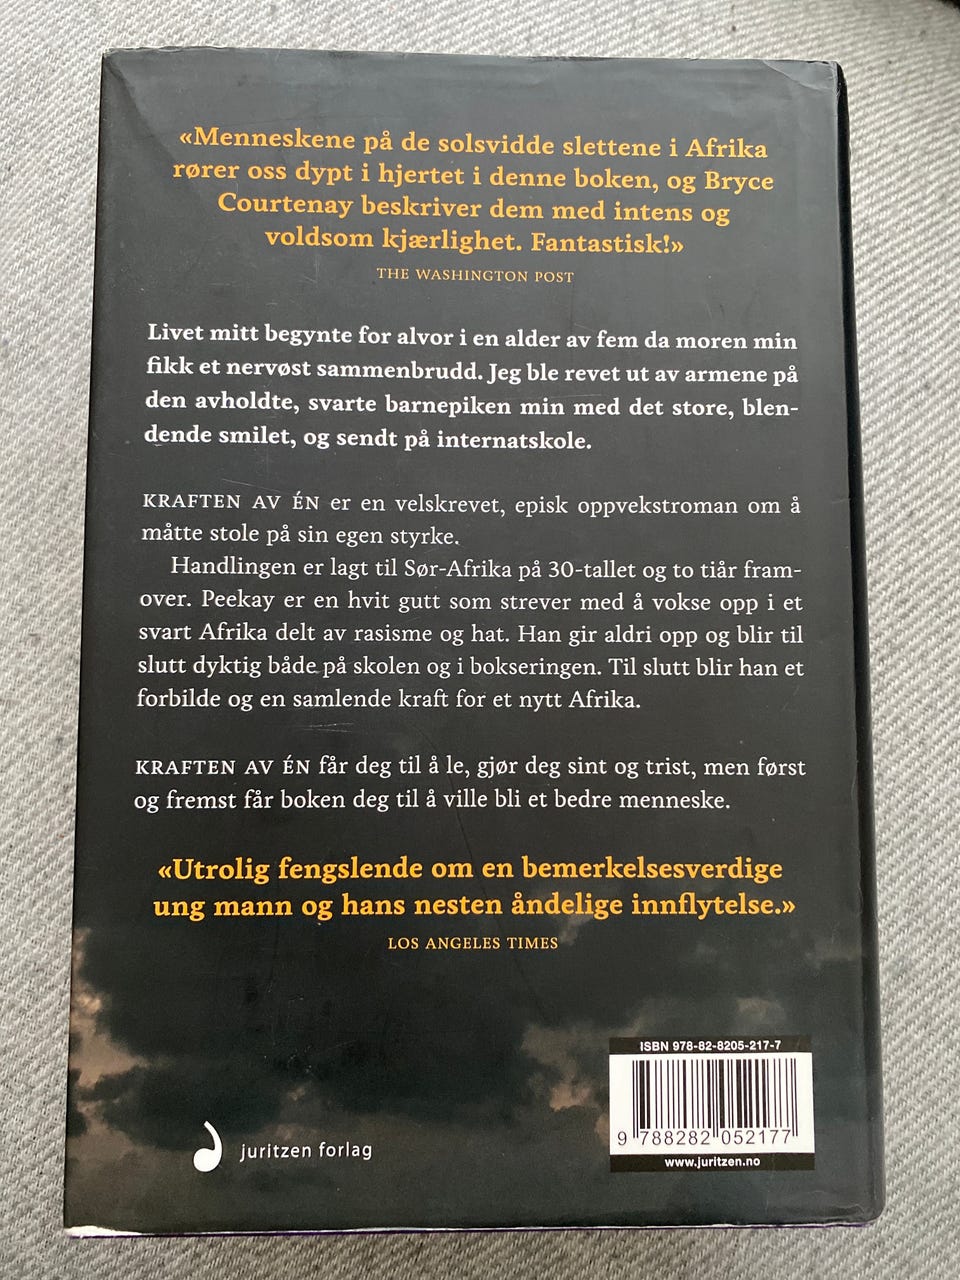 «Menneskene på de solsvidde slettene i Afrika
rører oss dypt i hjertet i denne boken, og Bryce
Courtenay beskriver dem med intens og
voldsom kjærlighet. Fantastisk!»
THE WASHINGTON POST
Livet mitt begynte for alvor i en alder av fem da moren min
fikk et nervøst sammenbrudd. Jeg ble revet ut av armene på
den avholdte, svarte barnepiken min med det store, blen-
dende smilet, og sendt på internatskole.
KRAFTEN AV ÉN er en velskrevet, episk oppvekstroman om å
måtte stole på sin egen styrke.
Handlingen er lagt til Sør-Afrika på 30-tallet og to tiår fram-
over. Peekay er en hvit gutt som strever med å vokse opp i et
svart Afrika delt av rasisme og hat. Han gir aldri opp og blir til
slutt dyktig både på skolen og i bokseringen. Til slutt blir han et
forbilde og en samlende kraft for et nytt Afrika.
KRAFTEN AV ÉN får deg til å le, gjør deg sint og trist, men først
og fremst får boken deg til å ville bli et bedre menneske.
«Utrolig fengslende om en bemerkelsesverdige
ung mann og hans nesten åndelige innflytelse.»
LOS ANGELES TIMES
ISBN 978-82-8205-217-7
9 788282 052177
www.juritzen.no
juritzen forlag